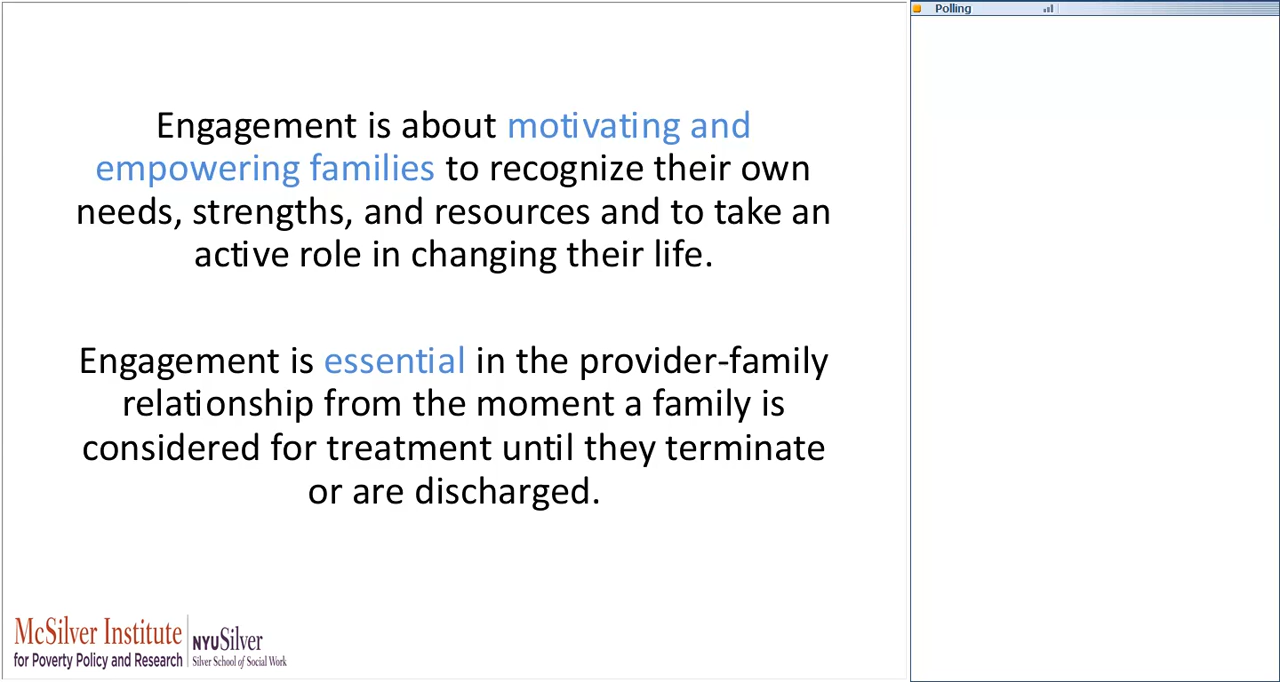 Polling
Engagement is about motivating and
empowering families to recognize their own
needs, strengths, and resources and to take an
active role in changing their life.
Engagement is essential in the provider-family
relationship from the moment a family is
considered for treatment until they terminate
or are discharged.
McSilver Institute
for Poverty Policy and Research
NYUSilver
Silver School of Social Work